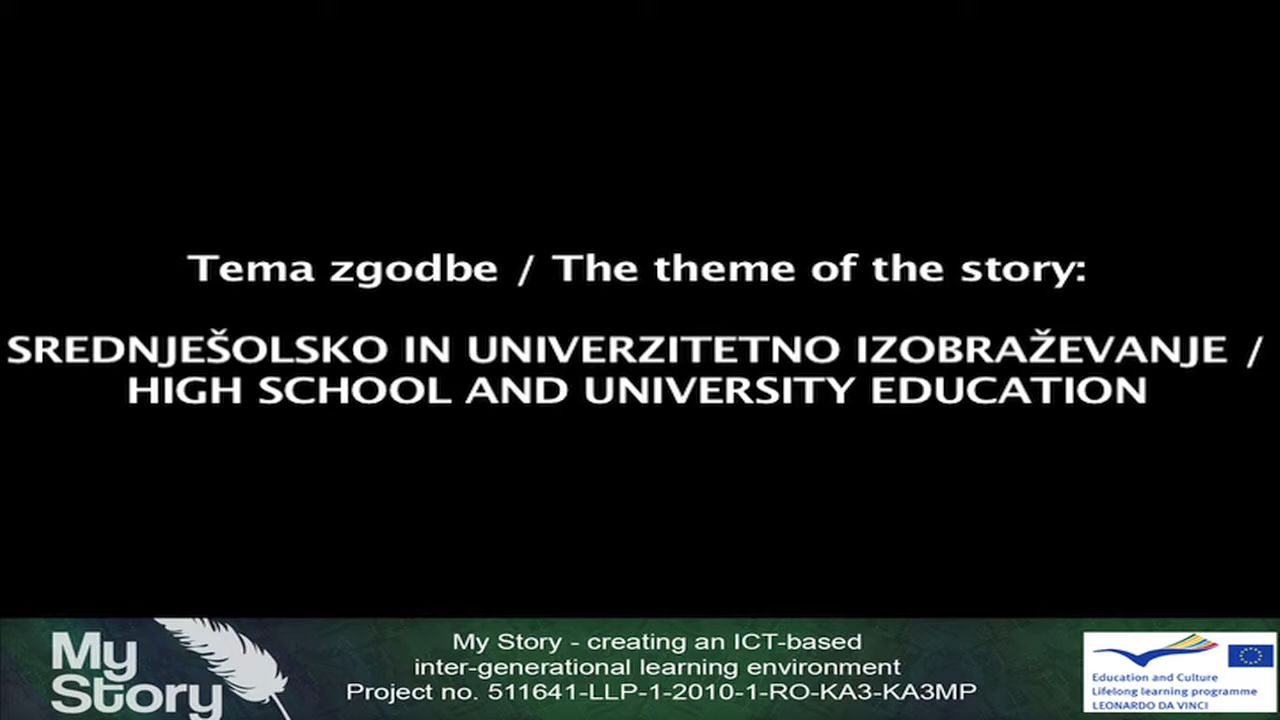 Tema zgodbe / The theme of the story:
SREDNJEŠOLSKO IN UNIVERZITETNO IZOBRAŽEVANJE /
HIGH SCHOOL AND UNIVERSITY EDUCATION
My
Story
My Story - creating an ICT-based
inter-generational learning environment
Project no. 511641-LLP-1-2010-1-RO-KA3-KA3MP
Education and Culture
Lifelong learning programme
LEONARDO DA VINCI